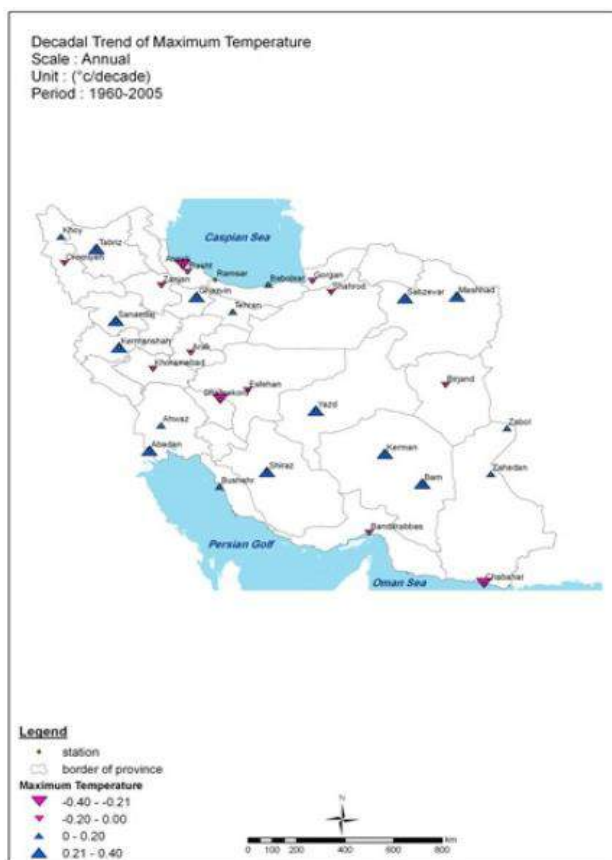 Decadal Trend of Maximum Temperature
Scale : Annual
Unit : (°c/decade)
Period : 1960-2005
Caspian Sea
Khoy
Tabriz
Oromiyeh
Rasht
Ramsar
Babolsar
Gorgan
Zanjan
Ghazvin
Shahrod
Sabzevar
Mashhad
Tehran
Sanandaj
Kermanshah
Arak
Khoramabad
Esfehan
Birjand
Yazd
Ahwaz
Zabol
Abadan
Shiraz
Kerman
Zahedan
Bushehr
Bam
Bandarabbas
Persian Golf
Oman Sea
Chabahar
Legend
station
border of province
Maximum Temperature
-0.40 - -0.21
-0.20 - 0.00
0 - 0.20
0.21 - 0.40
N
0 100 200 400 600 800
km